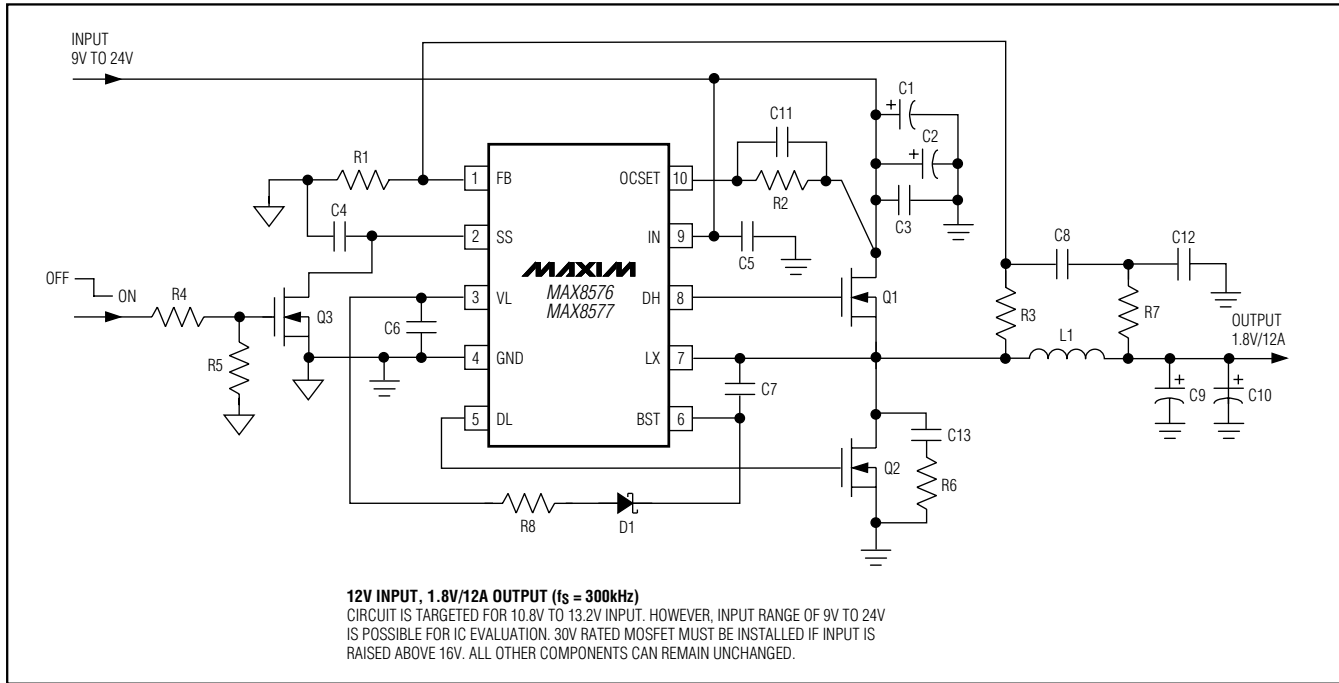 INPUT
9V TO 24V
C1
C11
C2
R1
1 FB
OCSET 10
R2
C3
C4
2 SS
IN 9
C5
C8
C12
MAXIM
MAX8576
MAX8577
OFF
ON
R4
Q3
3 VL
DH 8
Q1
R3
R7
OUTPUT
1.8V/12A
C6
L1
R5
4 GND
LX 7
C7
C9
C10
5 DL
BST 6
C13
Q2
R6
R8
D1
12V INPUT, 1.8V/12A OUTPUT (fS = 300kHz)
CIRCUIT IS TARGETED FOR 10.8V TO 13.2V INPUT. HOWEVER, INPUT RANGE OF 9V TO 24V
IS POSSIBLE FOR IC EVALUATION. 30V RATED MOSFET MUST BE INSTALLED IF INPUT IS
RAISED ABOVE 16V. ALL OTHER COMPONENTS CAN REMAIN UNCHANGED.